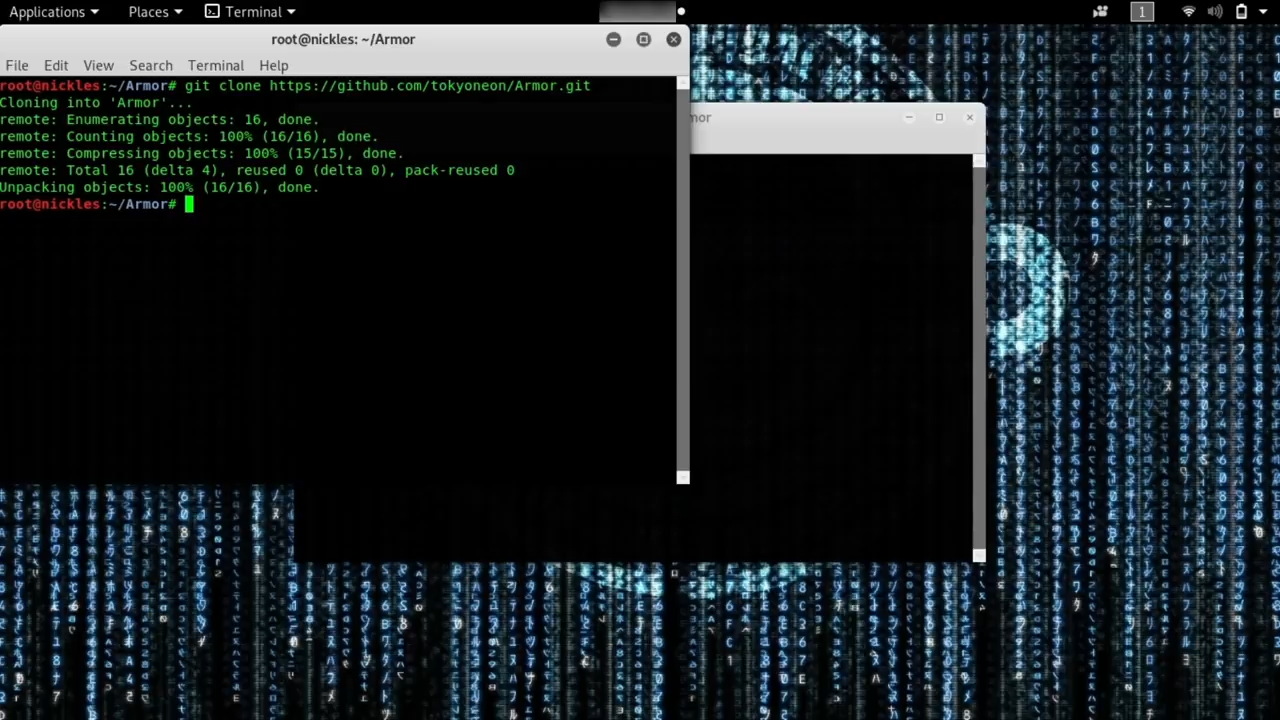 Applications Places Terminal 1
root@nickles: ~/Armor
File Edit View Search Terminal Help
root@nickles:~/Armor# git clone https://github.com/tokyoneon/Armor.git
Cloning into 'Armor'...
remote: Enumerating objects: 16, done.
remote: Counting objects: 100% (16/16), done.
remote: Compressing objects: 100% (15/15), done.
remote: Total 16 (delta 4), reused 0 (delta 0), pack-reused 0
Unpacking objects: 100% (16/16), done.
root@nickles:~/Armor#
mor